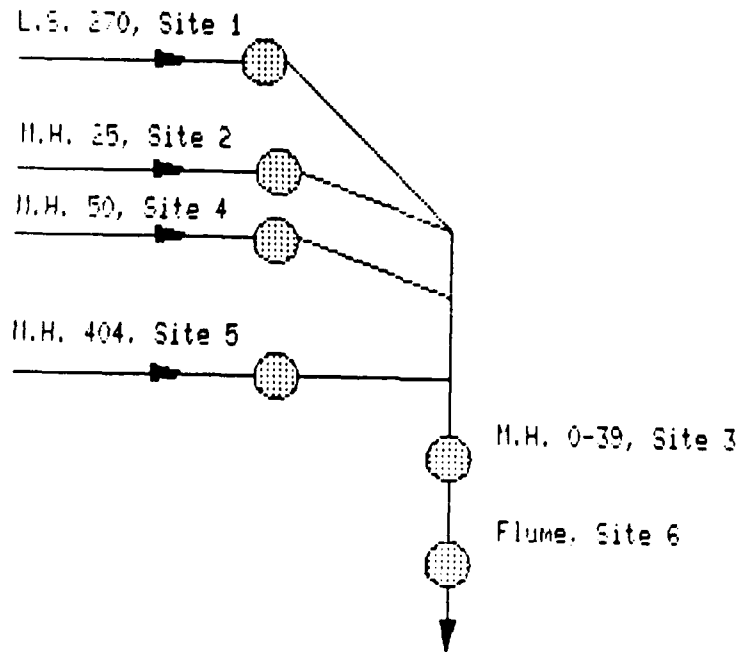 L.S. 270, Site 1
M.H. 25, Site 2
M.H. 50, Site 4
M.H. 404. Site 5
M.H. 0-39, Site 3
Flume. Site 6